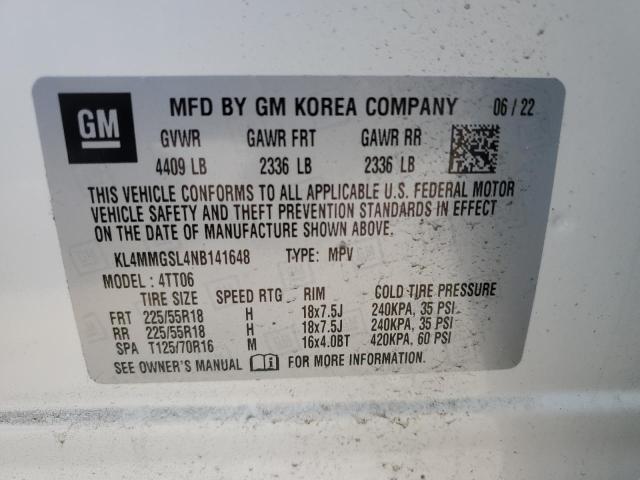 GM MFD BY GM KOREA COMPANY 06 / 22
GVWR GAWR FRT GAWR RR
4409 LB 2336 LB 2336 LB
THIS VEHICLE CONFORMS TO ALL APPLICABLE U.S. FEDERAL MOTOR
VEHICLE SAFETY AND THEFT PREVENTION STANDARDS IN EFFECT
ON THE DATE OF MANUFACTURE SHOWN ABOVE.
KL4MMGSL4NB141648 TYPE: MPV
MODEL : 4TT06
TIRE SIZE SPEED RTG RIM COLD TIRE PRESSURE
FRT 225/55R18 H 18x7.5J 240KPA, 35 PSI
RR 225/55R18 H 18x7.5J 240KPA, 35 PSI
SPA T125/70R16 M 16x4.0BT 420KPA, 60 PSI
SEE OWNER'S MANUAL FOR MORE INFORMATION.